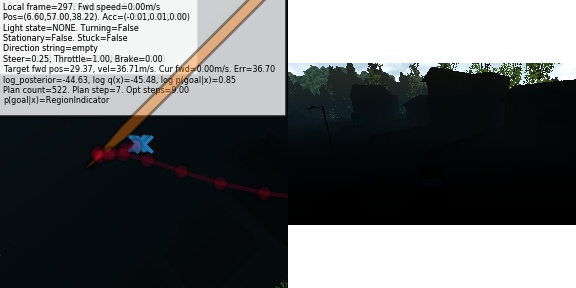 Local frame=297. Fwd speed=0.00m/s
Pos=(6.60,57.00,38.22). Acc=(-0.01,0.01,0.00)
Light state=NONE. Turning=False
Stationary=False. Stuck=False
Direction string=empty
Steer=0.25, Throttle=1.00, Brake=0.00
Target fwd pos=29.37, vel=36.71m/s. Cur fwd=0.00m/s. Err=36.70
log_posterior=-44.63, log q(x)=-45.48, log p(goal|x)=0.85
Plan count=522. Plan step=7. Opt steps=9.00
p(goal|x)=RegionIndicator